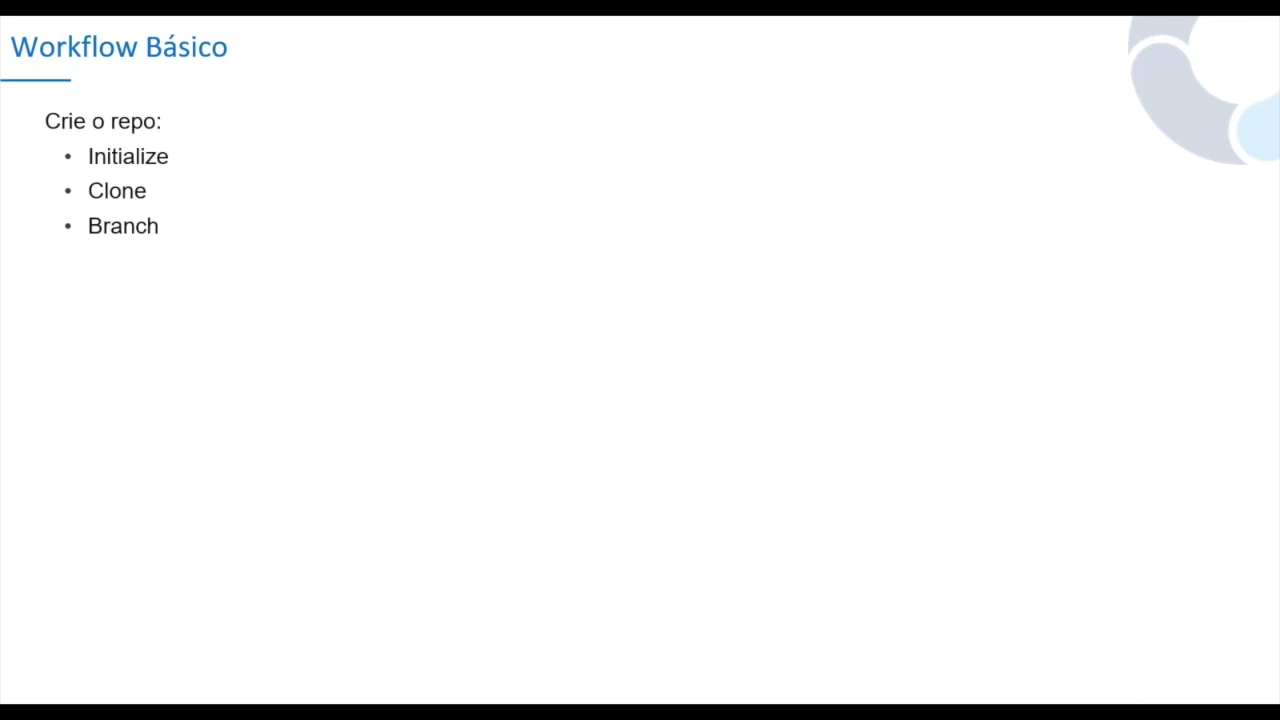 Workflow Básico
Crie o repo:
• Initialize
• Clone
• Branch